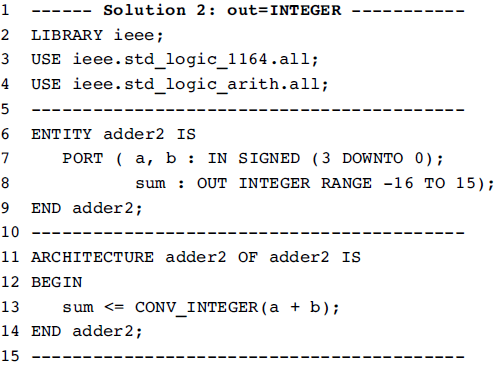 1 ------ Solution 2: out=INTEGER -----------
2 LIBRARY ieee;
3 USE ieee.std_logic_1164.all;
4 USE ieee.std_logic_arith.all;
5 ------------------------------------------
6 ENTITY adder2 IS
7    PORT ( a, b : IN SIGNED (3 DOWNTO 0);
8           sum : OUT INTEGER RANGE -16 TO 15);
9 END adder2;
10 ------------------------------------------
11 ARCHITECTURE adder2 OF adder2 IS
12 BEGIN
13    sum <= CONV_INTEGER(a + b);
14 END adder2;
15 ------------------------------------------